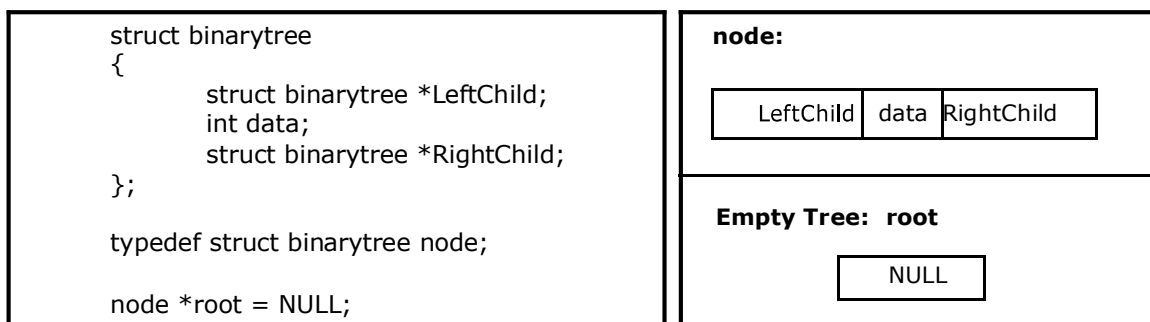 struct binarytree
{
struct binarytree *LeftChild;
int data;
struct binarytree *RightChild;
};
typedef struct binarytree node;
node *root = NULL;
node:
LeftChild data RightChild
Empty Tree: root
NULL